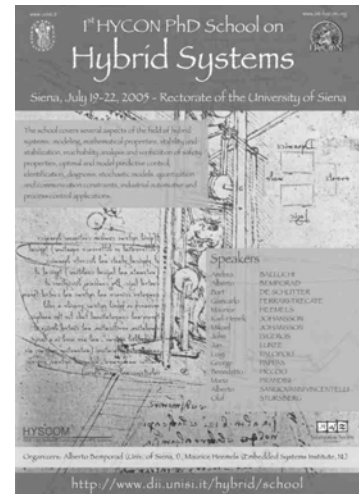 www.unisi.it
1st HYCON PhD School on
Hybrid Systems
Siena, July 19-22, 2005 - Rectorate of the University of Siena
The school covers several aspects of the field of hybrid
systems: modeling, mathematical properties, stability and
stabilization, reachability analysis and verification of safety
properties, optimal and model predictive control,
identification, diagnosis, stochastic models, quantization
and communication constraints, industrial automotive and
process control applications.
Speakers
Andrea BALLUCHI
Alberto BEMPORAD
Bart DE SCHUTTER
Giancarlo FERRARI-TRECATE
Maurice HEEMELS
Karl-Henrik JOHANSSON
Mikael JOHANSSON
John LYGEROS
Jan LUNZE
Luigi PALOPOLI
George PAPPAS
Benedetto PICCOLI
Maria PRANDINI
Alberto SANGIOVANNI-VINCENTELLI
Olaf STURSBERG
HYSCOM
Organizers: Alberto Bemporad (Univ. of Siena, I), Maurice Heemels (Embedded Systems Institute, NL)
http://www.dii.unisi.it/hybrid/school